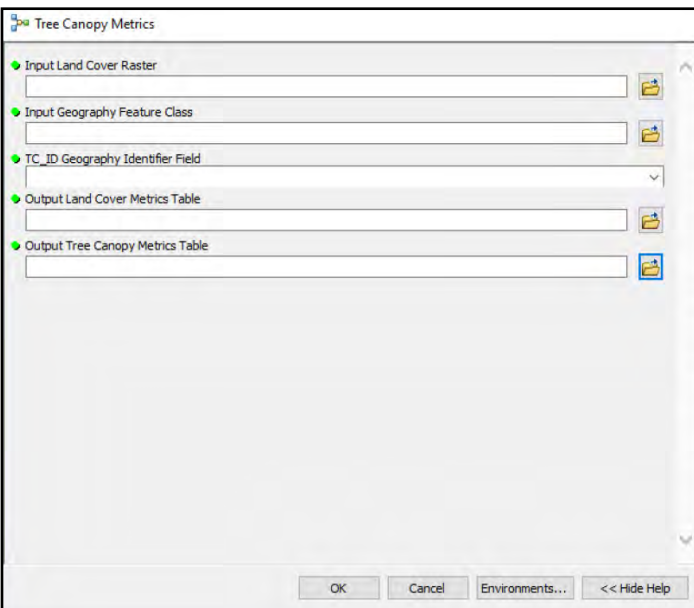 Tree Canopy Metrics
Input Land Cover Raster
Input Geography Feature Class
TC_ID Geography Identifier Field
Output Land Cover Metrics Table
Output Tree Canopy Metrics Table
OK Cancel Environments... << Hide Help